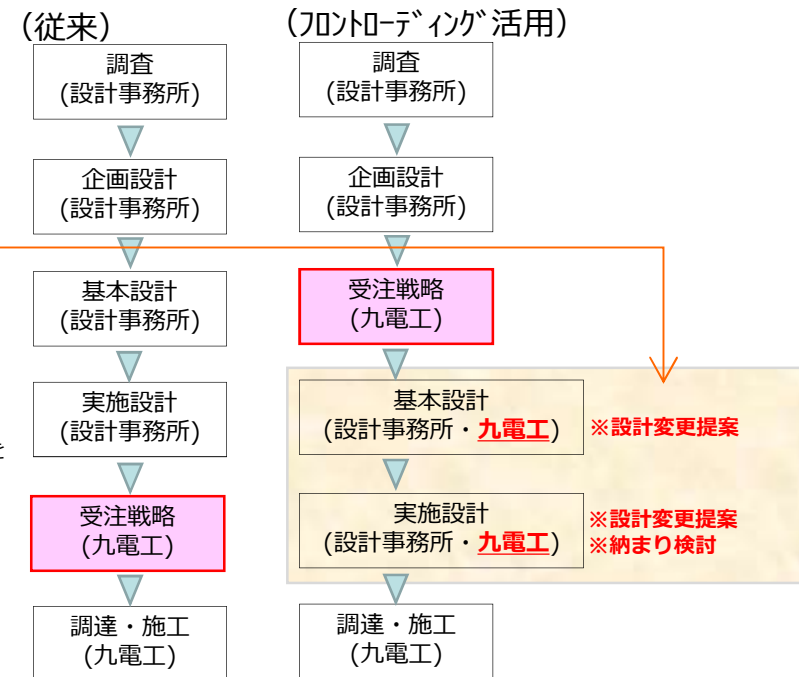 (従来)
調査
(設計事務所)
企画設計
(設計事務所)
基本設計
(設計事務所)
実施設計
(設計事務所)
受注戦略
(九電工)
調達・施工
(九電工)
(ﾌﾛﾝﾄﾛｰﾃﾞｨﾝｸﾞ活用)
調査
(設計事務所)
企画設計
(設計事務所)
受注戦略
(九電工)
基本設計
(設計事務所・九電工)
※設計変更提案
実施設計
(設計事務所・九電工)
※設計変更提案
※納まり検討
調達・施工
(九電工)